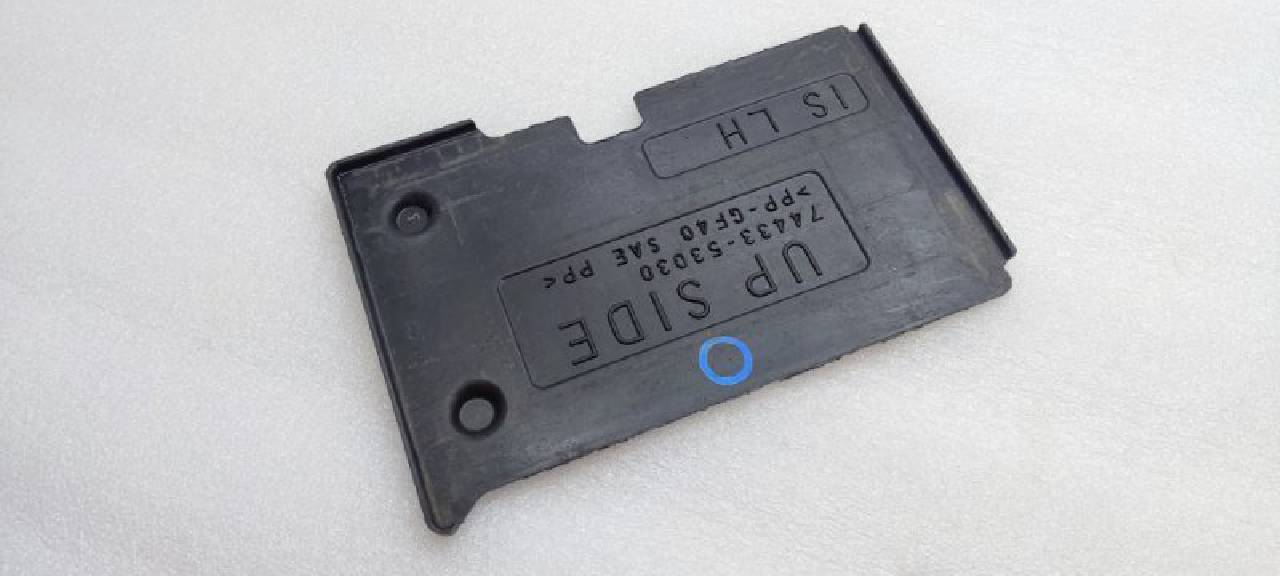 UP SIDE
74433-53030
>PP-GF40 SAE PP<
IS LH